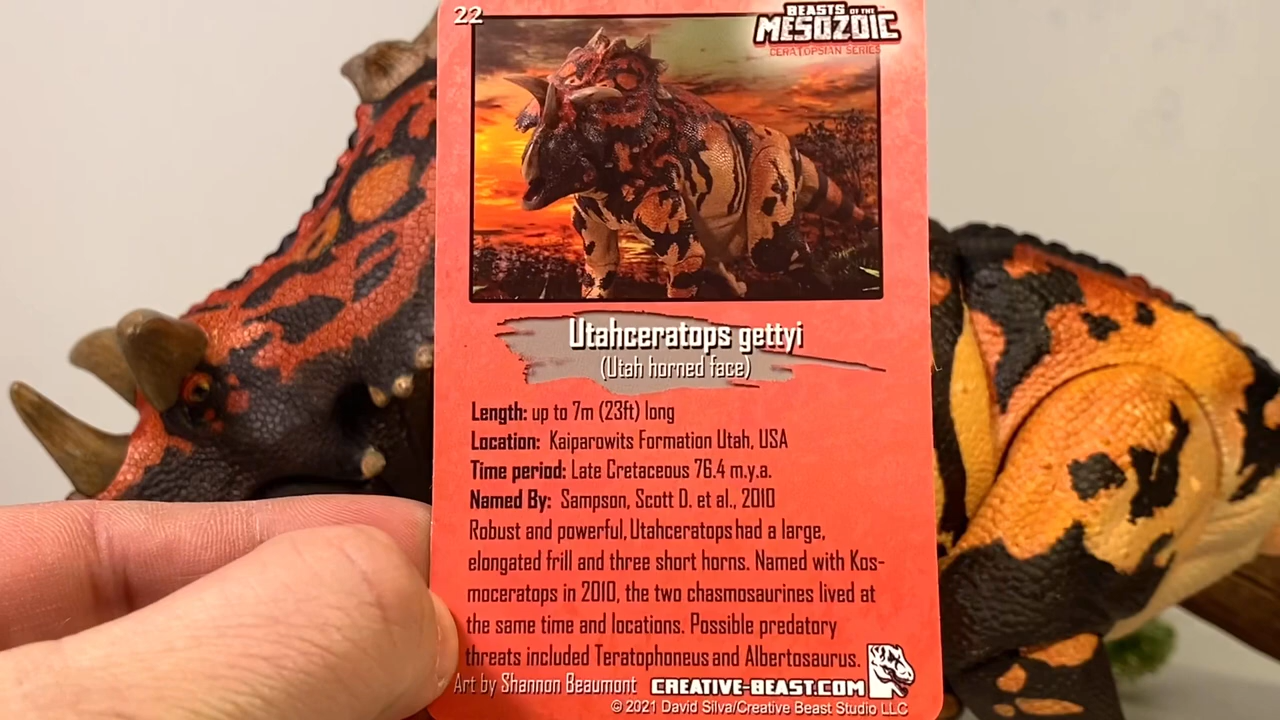 22
BEASTS OF THE
MESOZOIC
CERATOPSIAN SERIES
Utahceratops gettyi
(Utah horned face)
Length: up to 7m (23ft) long
Location: Kaiparowits Formation Utah, USA
Time period: Late Cretaceous 76.4 m.y.a.
Named By: Sampson, Scott D. et al., 2010
Robust and powerful, Utahceratops had a large,
elongated frill and three short horns. Named with Kos-
moceratops in 2010, the two chasmosaurines lived at
the same time and locations. Possible predatory
threats included Teratophoneus and Albertosaurus.
Art by Shannon Beaumont CREATIVE-BEAST.COM
© 2021 David Silva/Creative Beast Studio LLC